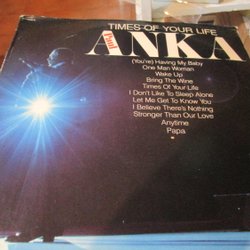 TIMES OF YOUR LIFE
Paul
ANKA
(You're) Having My Baby
One Man Woman
Wake Up
Bring The Wine
Times Of Your Life
I Don't Like To Sleep Alone
Let Me Get To Know You
I Believe There's Nothing
Stronger Than Our Love
Anytime
Papa